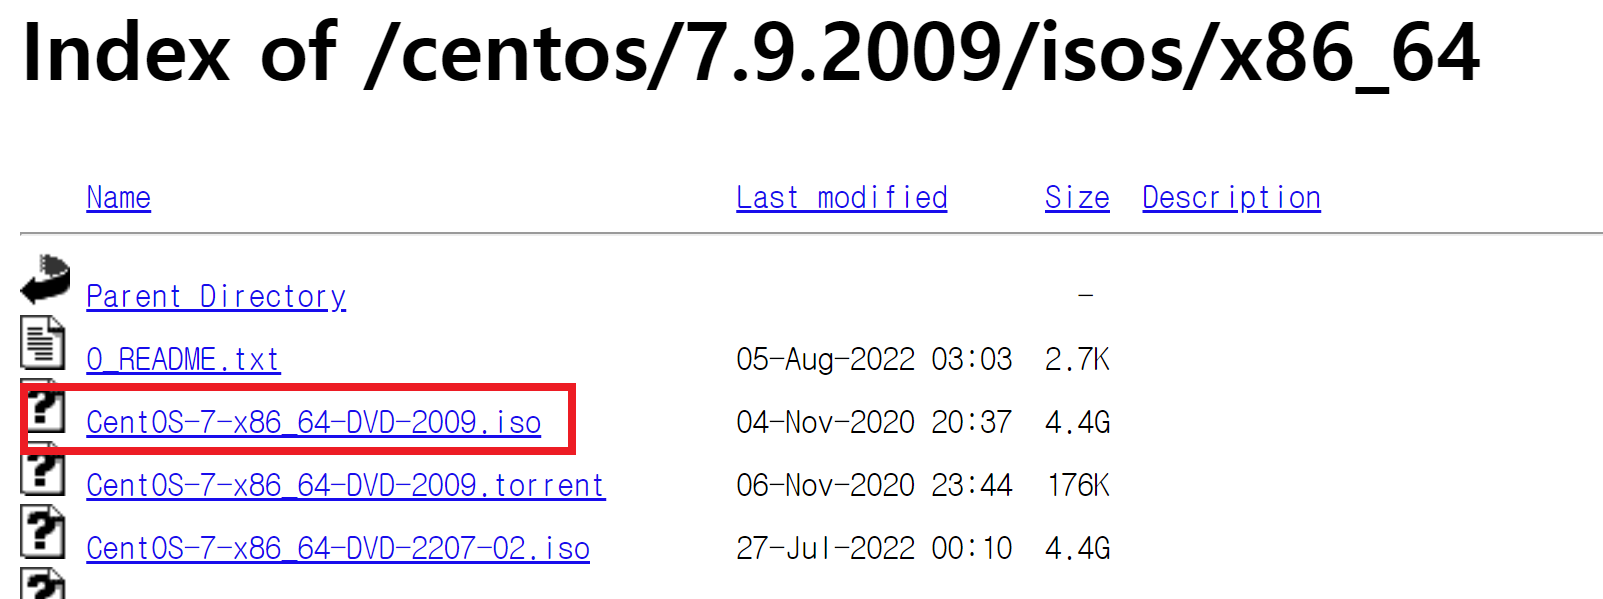 Index of /centos/7.9.2009/isos/x86_64
Name Last modified Size Description
Parent Directory -
0_README.txt 05-Aug-2022 03:03 2.7K
CentOS-7-x86_64-DVD-2009.iso 04-Nov-2020 20:37 4.4G
CentOS-7-x86_64-DVD-2009.torrent 06-Nov-2020 23:44 176K
CentOS-7-x86_64-DVD-2207-02.iso 27-Jul-2022 00:10 4.4G